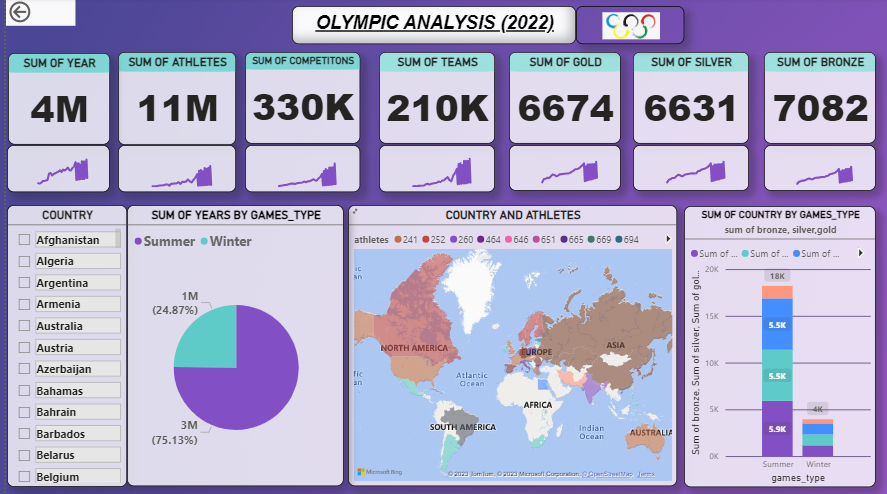 OLYMPIC ANALYSIS (2022)
SUM OF YEAR
4M
SUM OF ATHLETES
11M
SUM OF COMPETITONS
330K
SUM OF TEAMS
210K
SUM OF GOLD
6674
SUM OF SILVER
6631
SUM OF BRONZE
7082
COUNTRY
Afghanistan
Algeria
Argentina
Armenia
Australia
Austria
Azerbaijan
Bahamas
Bahrain
Barbados
Belarus
Belgium
SUM OF YEARS BY GAMES_TYPE
Summer Winter
1M
(24.87%)
3M
(75.13%)
COUNTRY AND ATHLETES
athletes 241 252 260 464 646 651 665 669 694
NORTH AMERICA
EUROPE
ASIA
Atlantic
Ocean
AFRICA
SOUTH AMERICA
Indian
Ocean
AUSTRALIA
Microsoft Bing
© 2023 TomTom, © 2023 Microsoft Corporation, © OpenStreetMap Terms
SUM OF COUNTRY BY GAMES_TYPE
sum of bronze, silver,gold
Sum of ... Sum of ... Sum of ...
Sum of bronze, Sum of silver, Sum of gol...
20K
15K
10K
5K
0K
18K
5.5K
5.5K
5.9K
4K
Summer Winter
games_type